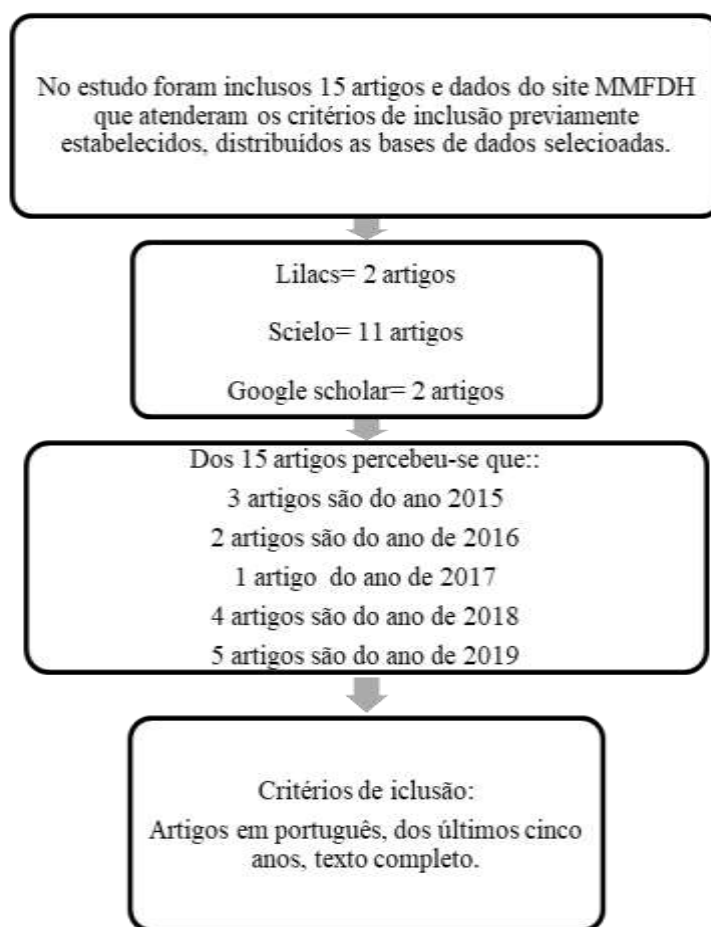 No estudo foram inclusos 15 artigos e dados do site MMFDH
que atenderam os critérios de inclusão previamente
estabelecidos, distribuídos as bases de dados selecioadas.
Lilacs= 2 artigos
Scielo= 11 artigos
Google scholar= 2 artigos
Dos 15 artigos percebeu-se que::
3 artigos são do ano 2015
2 artigos são do ano de 2016
1 artigo do ano de 2017
4 artigos são do ano de 2018
5 artigos são do ano de 2019
Critérios de iclusão:
Artigos em português, dos últimos cinco
anos, texto completo.